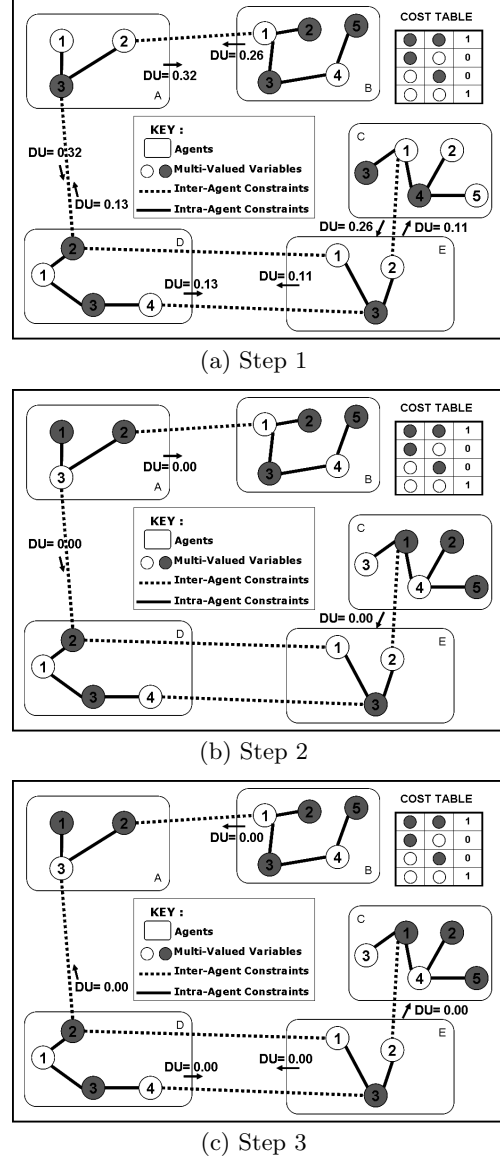 COST TABLE
1
0
0
1
1 2
3
A
DU= 0.32
DU= 0.26
1 2 5
3 4
B
KEY :
Agents
Multi-Valued Variables
Inter-Agent Constraints
Intra-Agent Constraints
C
1 2
3 4 5
DU= 0.32
DU= 0.13
DU= 0.26
DU= 0.11
D
2
1
3 4
DU= 0.13
DU= 0.11
E
1
2
3
(a) Step 1
COST TABLE
1
0
0
1
1 2
3
A
DU= 0.00
1 2 5
3 4
B
KEY :
Agents
Multi-Valued Variables
Inter-Agent Constraints
Intra-Agent Constraints
C
1 2
3 4 5
DU= 0.00
DU= 0.00
D
2
1
3 4
E
1
2
3
(b) Step 2
COST TABLE
1
0
0
1
1 2
3
A
DU= 0.00
1 2 5
3 4
B
KEY :
Agents
Multi-Valued Variables
Inter-Agent Constraints
Intra-Agent Constraints
C
1 2
3 4 5
DU= 0.00
DU= 0.00
D
2
1
3 4
DU= 0.00
DU= 0.00
E
1
2
3
(c) Step 3